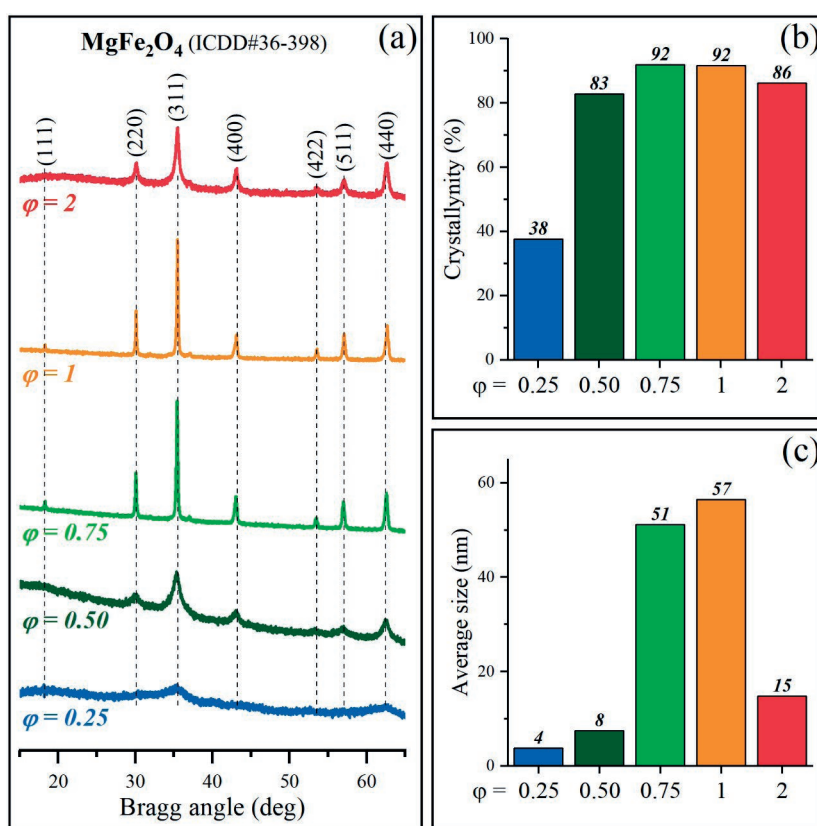 MgFe₂O₄ (ICDD#36-398)
(a)
(111)
(220)
(311)
(400)
(422)
(511)
(440)
φ = 2
φ = 1
φ = 0.75
φ = 0.50
φ = 0.25
20 30 40 50 60
Bragg angle (deg)
(b)
Crystallynity (%)
100
80
60
40
20
0
38 83 92 92 86
φ = 0.25 0.50 0.75 1 2
(c)
Average size (nm)
60
40
20
0
4 8 51 57 15
φ = 0.25 0.50 0.75 1 2